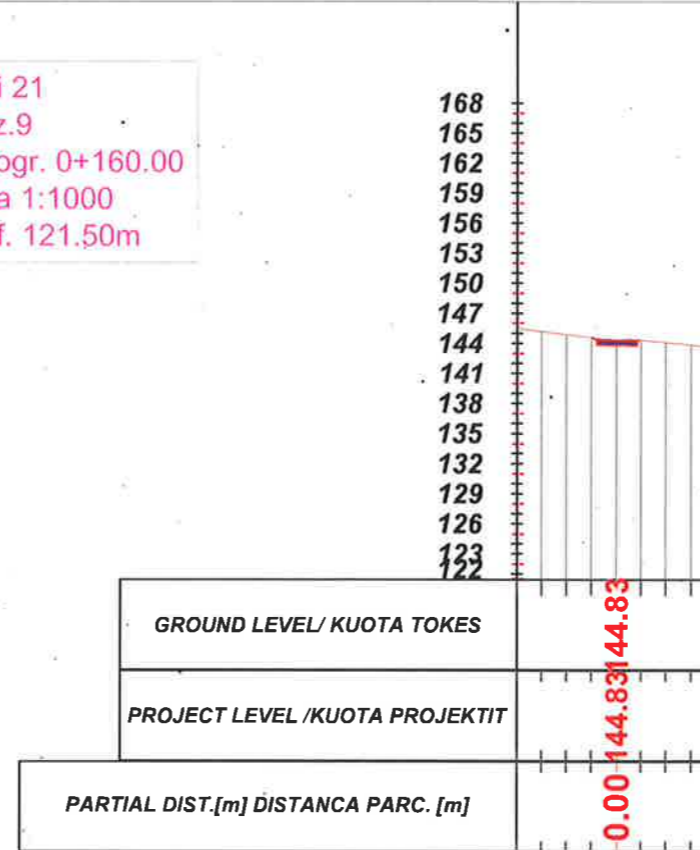 i 21
z.9
ogr. 0+160.00
a 1:1000
f. 121.50m
168
165
162
159
156
153
150
147
144
141
138
135
132
129
126
123
122
GROUND LEVEL/ KUOTA TOKES
144.83
PROJECT LEVEL /KUOTA PROJEKTIT
144.83
PARTIAL DIST.[m] DISTANCA PARC. [m]
0.00